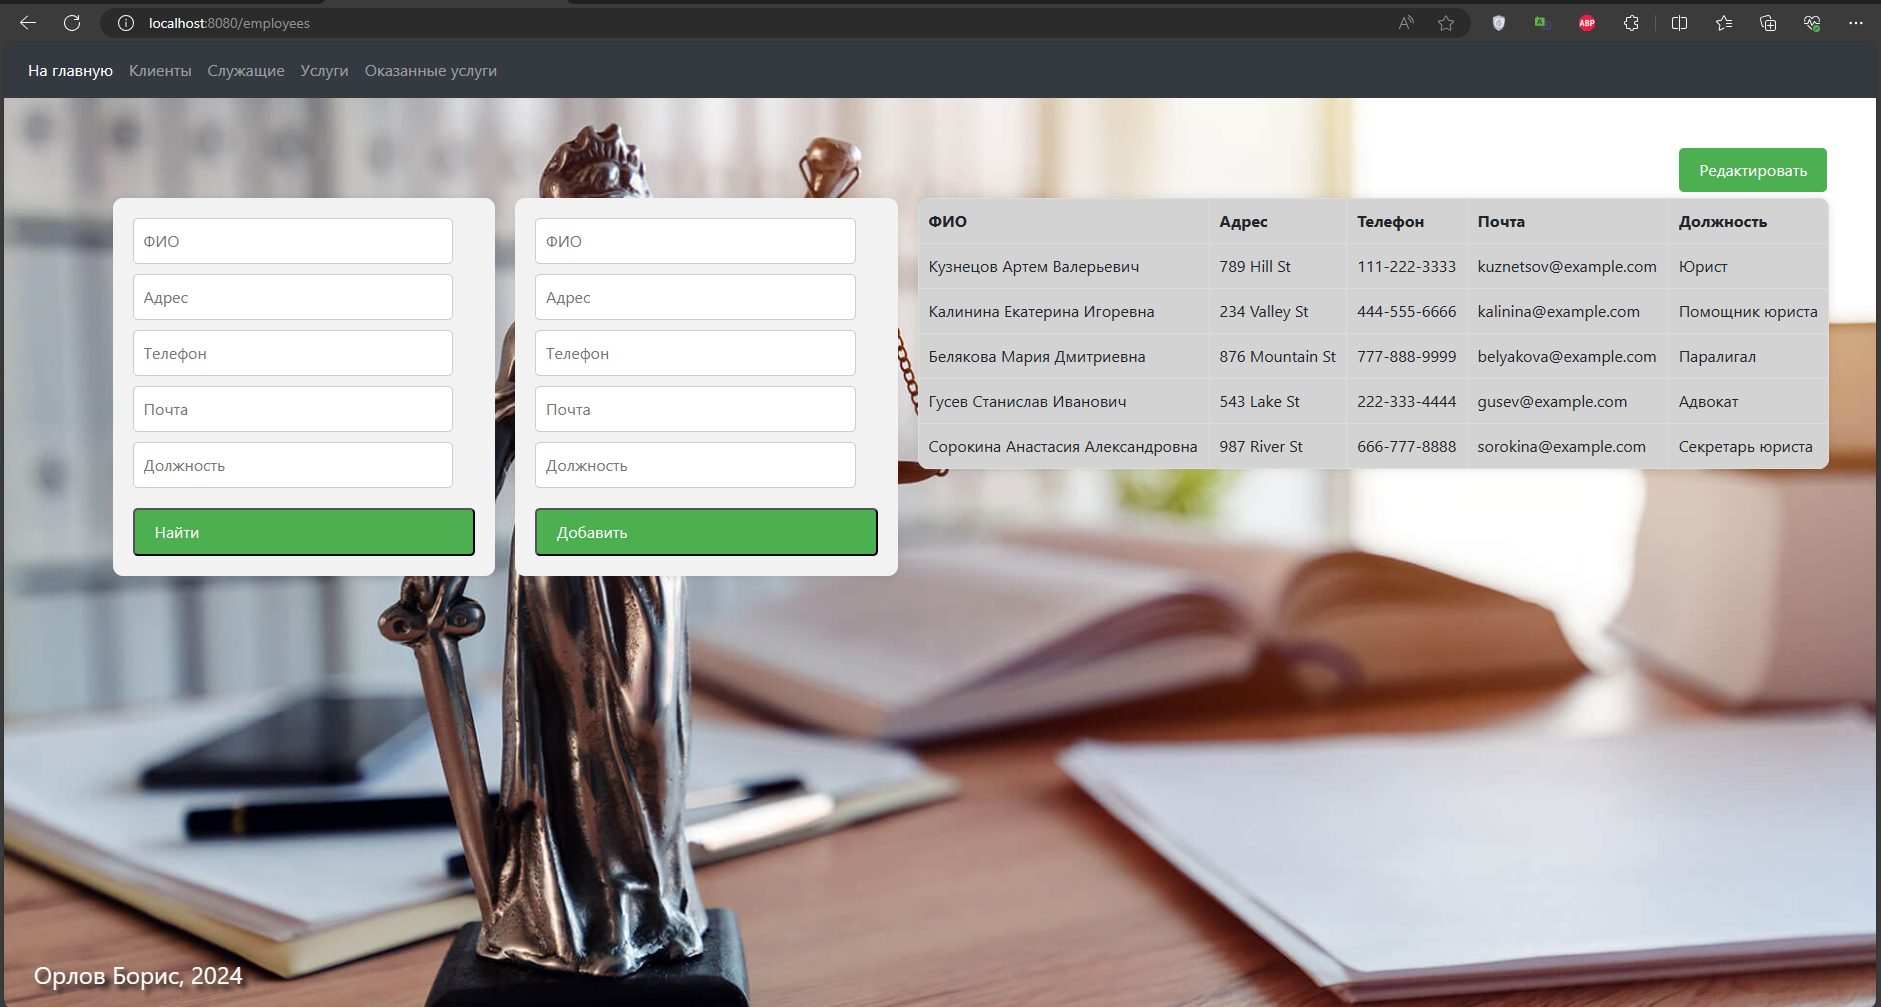 localhost:8080/employees
ABP
На главную Клиенты Служащие Услуги Оказанные услуги
Редактировать
ФИО
Адрес
Телефон
Почта
Должность
Найти
ФИО
Адрес
Телефон
Почта
Должность
Добавить
ФИО Адрес Телефон Почта Должность
Кузнецов Артем Валерьевич 789 Hill St 111-222-3333 kuznetsov@example.com Юрист
Калинина Екатерина Игоревна 234 Valley St 444-555-6666 kalinina@example.com Помощник юриста
Белякова Мария Дмитриевна 876 Mountain St 777-888-9999 belyakova@example.com Паралигал
Гусев Станислав Иванович 543 Lake St 222-333-4444 gusev@example.com Адвокат
Сорокина Анастасия Александровна 987 River St 666-777-8888 sorokina@example.com Секретарь юриста
Орлов Борис, 2024